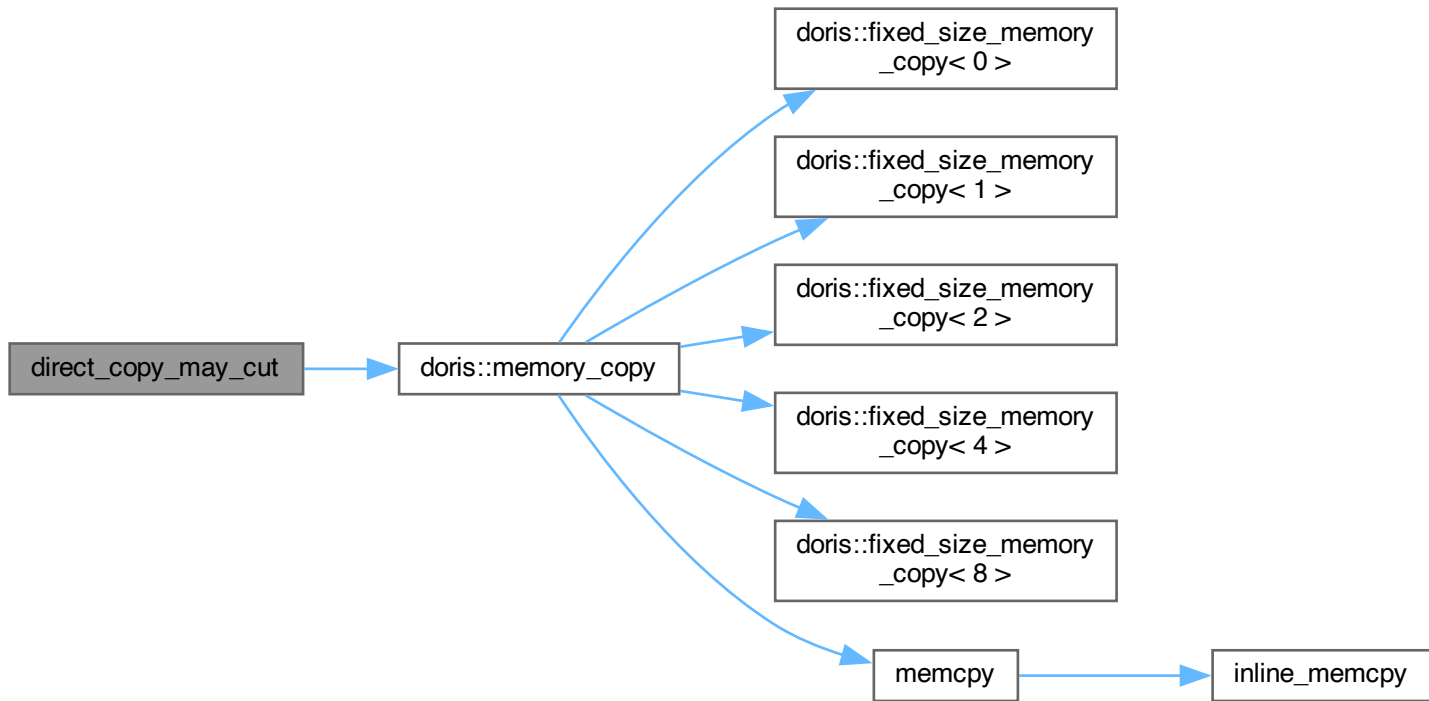 doris::fixed_size_memory
_copy< 0 >
doris::fixed_size_memory
_copy< 1 >
doris::fixed_size_memory
_copy< 2 >
direct_copy_may_cut
doris::memory_copy
doris::fixed_size_memory
_copy< 4 >
doris::fixed_size_memory
_copy< 8 >
memcpy
inline_memcpy